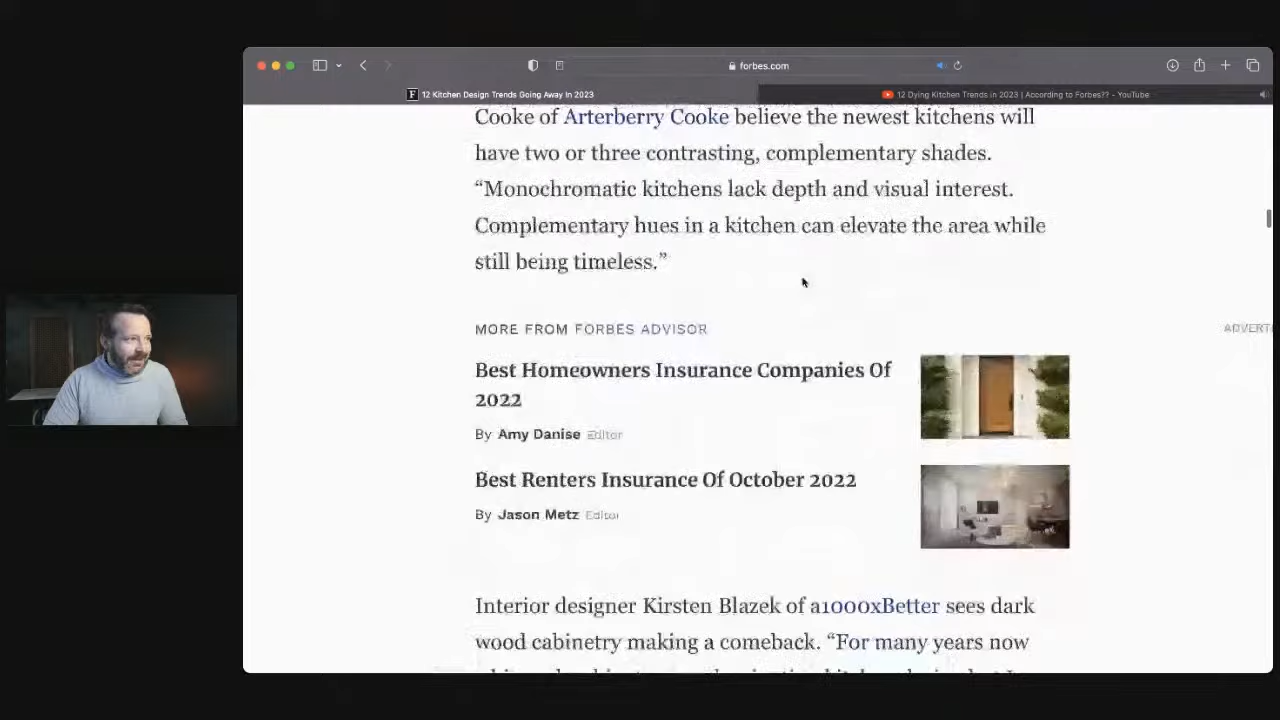 forbes.com
12 Kitchen Design Trends Going Away In 2023
12 Dying Kitchen Trends in 2023 | According to Forbes?? - YouTube
Cooke of Arterberry Cooke believe the newest kitchens will
have two or three contrasting, complementary shades.
“Monochromatic kitchens lack depth and visual interest.
Complementary hues in a kitchen can elevate the area while
still being timeless.”
MORE FROM FORBES ADVISOR
ADVERT
Best Homeowners Insurance Companies Of
2022
By Amy Danise Editor
Best Renters Insurance Of October 2022
By Jason Metz Editor
Interior designer Kirsten Blazek of a1000xBetter sees dark
wood cabinetry making a comeback. “For many years now